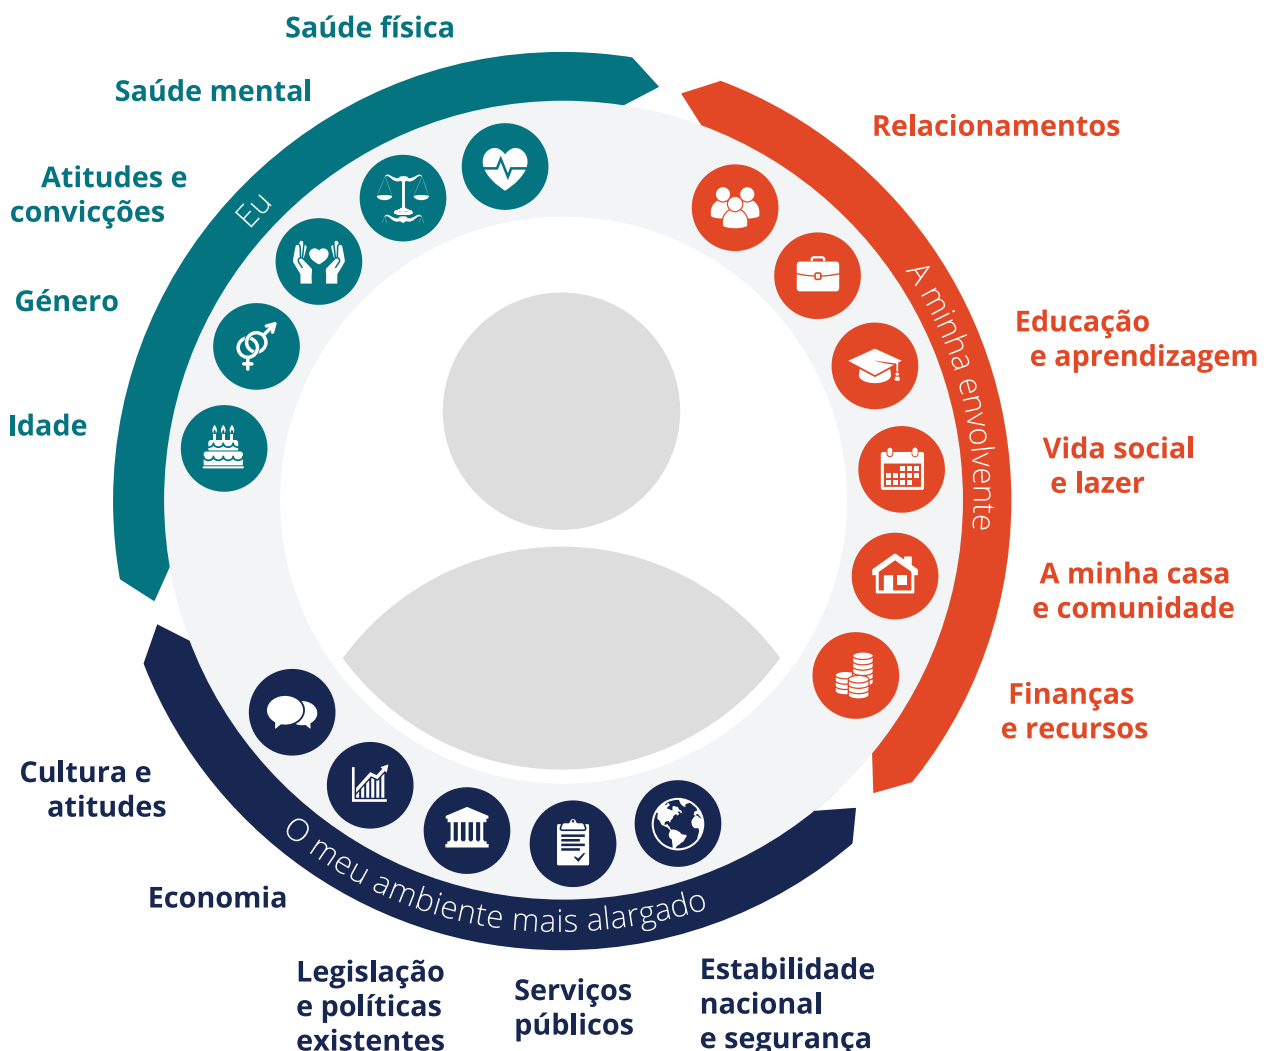 Saúde física
Saúde mental
Atitudes e
convicções
Género
Idade
Eu
Relacionamentos
Educação
e aprendizagem
Vida social
e lazer
A minha casa
e comunidade
Finanças
e recursos
A minha envolvente
Cultura e
atitudes
Economia
Legislação
e políticas
existentes
Serviços
públicos
Estabilidade
nacional
e segurança
O meu ambiente mais alargado